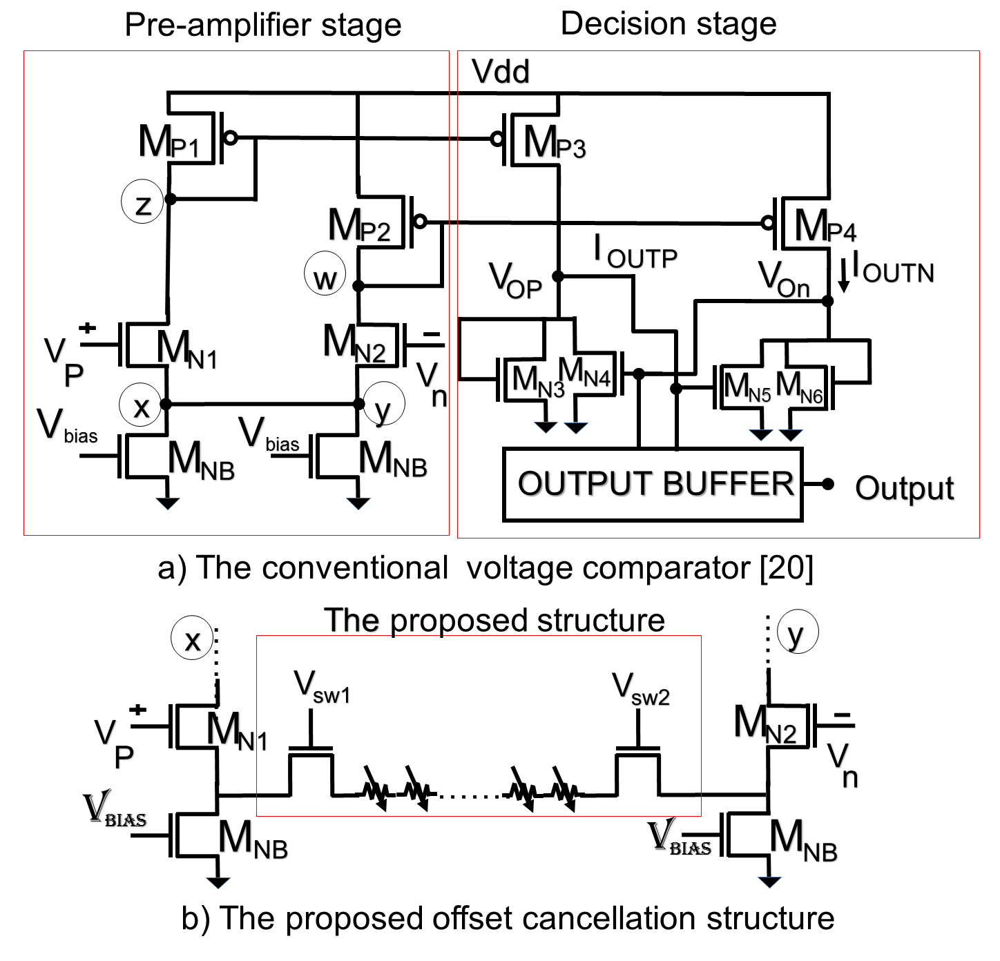 Pre-amplifier stage
Decision stage
Vdd
MP1
MP3
z
MP2
MP4
w
IOUTP
IOUTN
VOP
VOn
+
VP
MN1
MN2
−
Vn
MN3
MN4
MN5
MN6
x
y
Vbias
Vbias
MNB
MNB
OUTPUT BUFFER
Output
a) The conventional voltage comparator [20]
The proposed structure
x
y
Vsw1
Vsw2
+
VP
MN1
MN2
−
Vn
VBIAS
MNB
VBIAS
MNB
b) The proposed offset cancellation structure